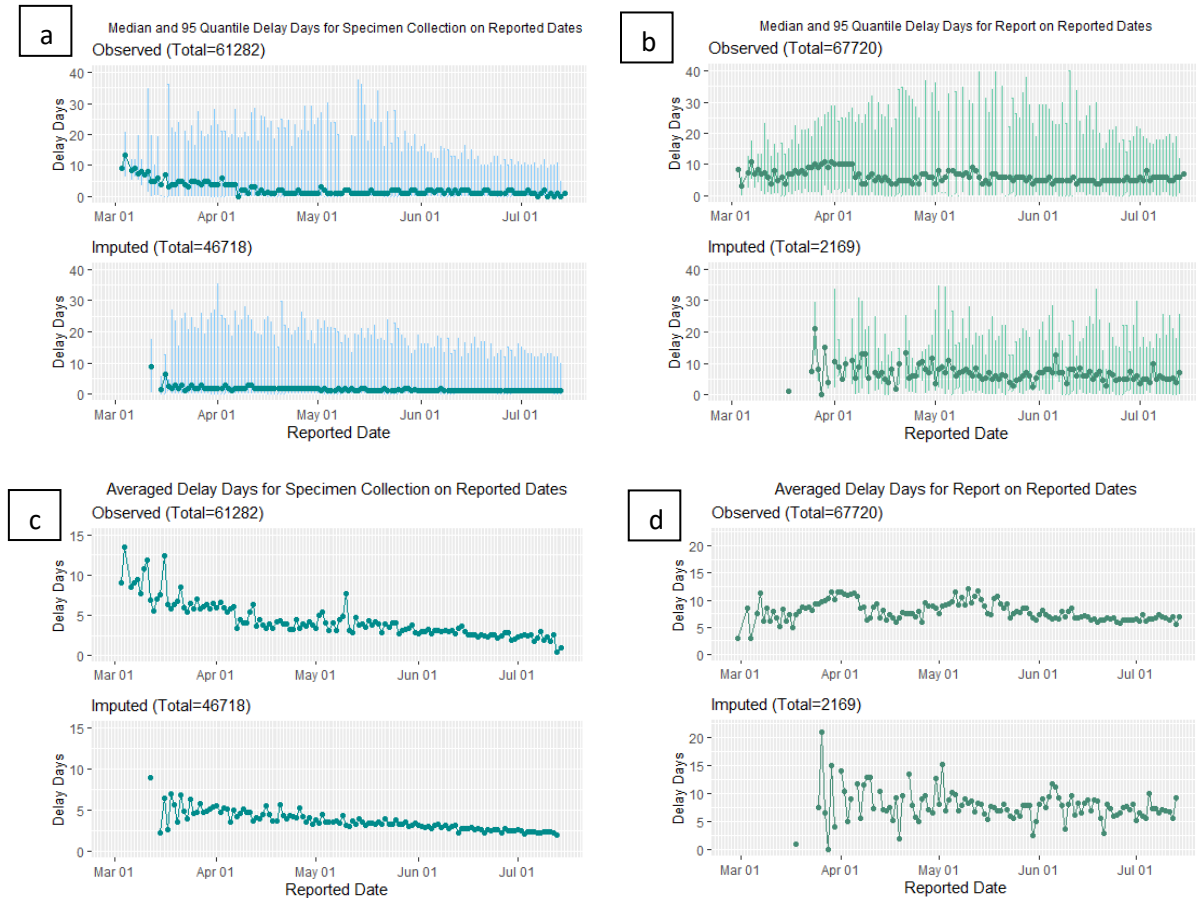 a
Median and 95 Quantile Delay Days for Specimen Collection on Reported Dates
Observed (Total=61282)
40
30
20
10
0
Delay Days
Mar 01 Apr 01 May 01 Jun 01 Jul 01
Imputed (Total=46718)
40
30
20
10
0
Delay Days
Mar 01 Apr 01 May 01 Jun 01 Jul 01
Reported Date
b
Median and 95 Quantile Delay Days for Report on Reported Dates
Observed (Total=67720)
40
30
20
10
0
Delay Days
Mar 01 Apr 01 May 01 Jun 01 Jul 01
Imputed (Total=2169)
40
30
20
10
0
Delay Days
Mar 01 Apr 01 May 01 Jun 01 Jul 01
Reported Date
c
Averaged Delay Days for Specimen Collection on Reported Dates
Observed (Total=61282)
15
10
5
0
Delay Days
Mar 01 Apr 01 May 01 Jun 01 Jul 01
Imputed (Total=46718)
15
10
5
0
Delay Days
Mar 01 Apr 01 May 01 Jun 01 Jul 01
Reported Date
d
Averaged Delay Days for Report on Reported Dates
Observed (Total=67720)
20
15
10
5
0
Delay Days
Mar 01 Apr 01 May 01 Jun 01 Jul 01
Imputed (Total=2169)
20
15
10
5
0
Delay Days
Mar 01 Apr 01 May 01 Jun 01 Jul 01
Reported Date